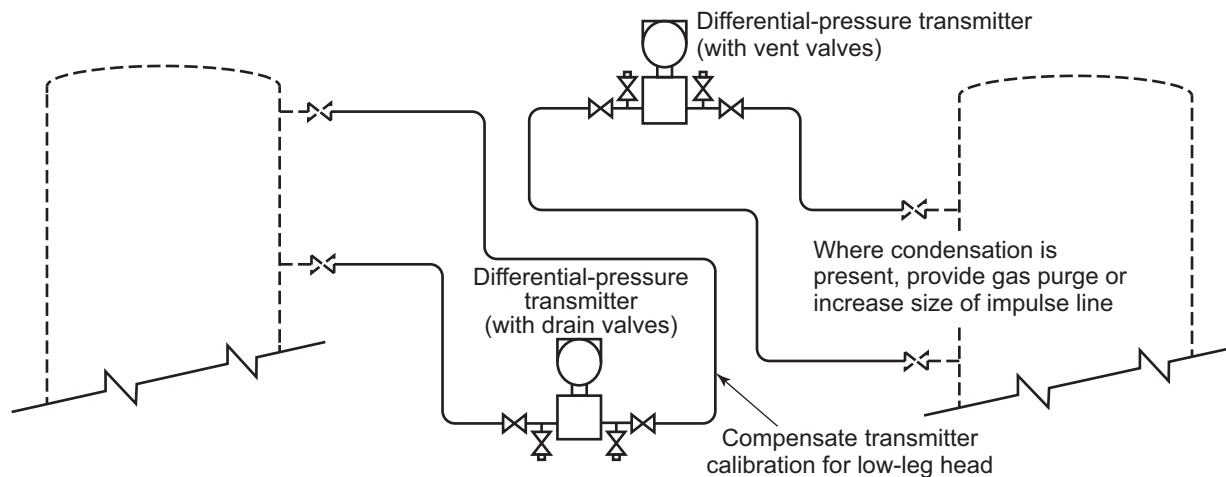 Differential-pressure transmitter
(with vent valves)
Where condensation is
present, provide gas purge or
increase size of impulse line
Differential-pressure
transmitter
(with drain valves)
Compensate transmitter
calibration for low-leg head